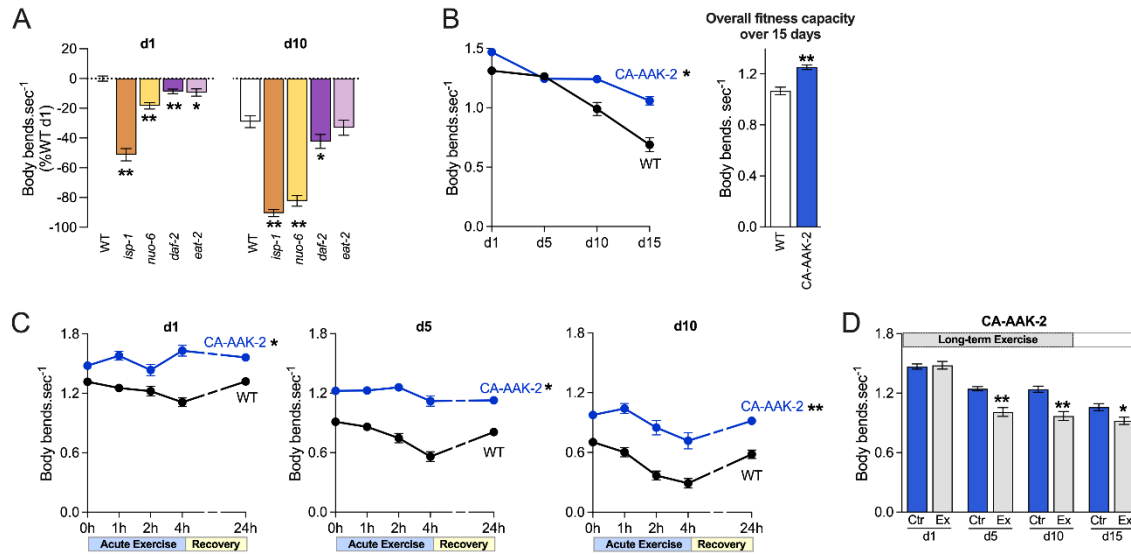 A
d1
d10
Body bends.sec-1
(%WT d1)
20
0
-20
-40
-60
-80
-100
** ** ** *
** ** *
WT isp-1 nuo-6 daf-2 eat-2
WT isp-1 nuo-6 daf-2 eat-2
B
Body bends.sec-1
1.5
1.0
0.5
0.0
CA-AAK-2 *
WT
d1 d5 d10 d15
Overall fitness capacity
over 15 days
Body bends.sec-1
1.2
0.8
0.4
0.0
**
WT CA-AAK-2
C
d1
Body bends.sec-1
1.8
1.2
0.6
0.0
CA-AAK-2 *
WT
0h 1h 2h 4h 24h
Acute Exercise Recovery
d5
Body bends.sec-1
1.8
1.2
0.6
0.0
CA-AAK-2 *
WT
0h 1h 2h 4h 24h
Acute Exercise Recovery
d10
Body bends.sec-1
1.8
1.2
0.6
0.0
CA-AAK-2 **
WT
0h 1h 2h 4h 24h
Acute Exercise Recovery
D
CA-AAK-2
Long-term Exercise
Body bends.sec-1
1.8
1.5
1.2
0.9
0.6
0.3
0.0
** ** *
Ctr Ex Ctr Ex Ctr Ex Ctr Ex
d1 d5 d10 d15